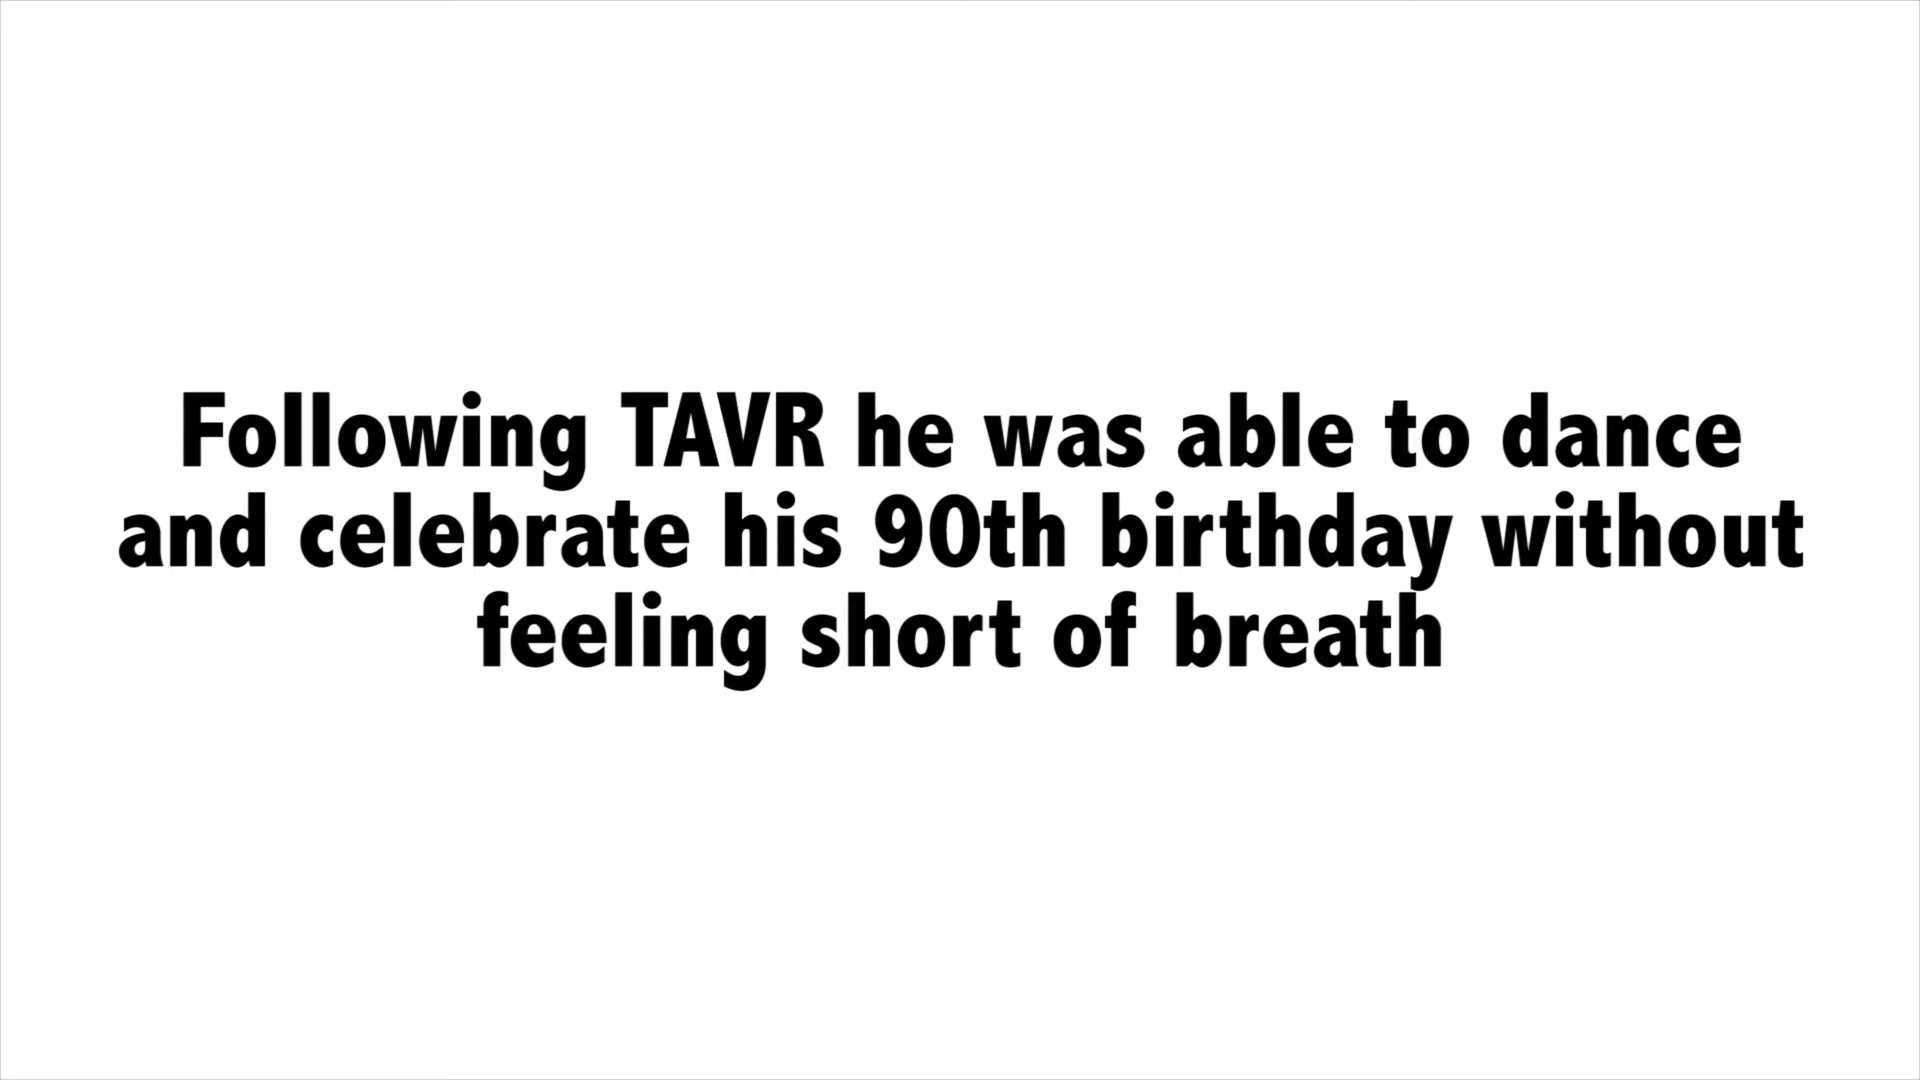 Following TAVR he was able to dance
and celebrate his 90th birthday without
feeling short of breath